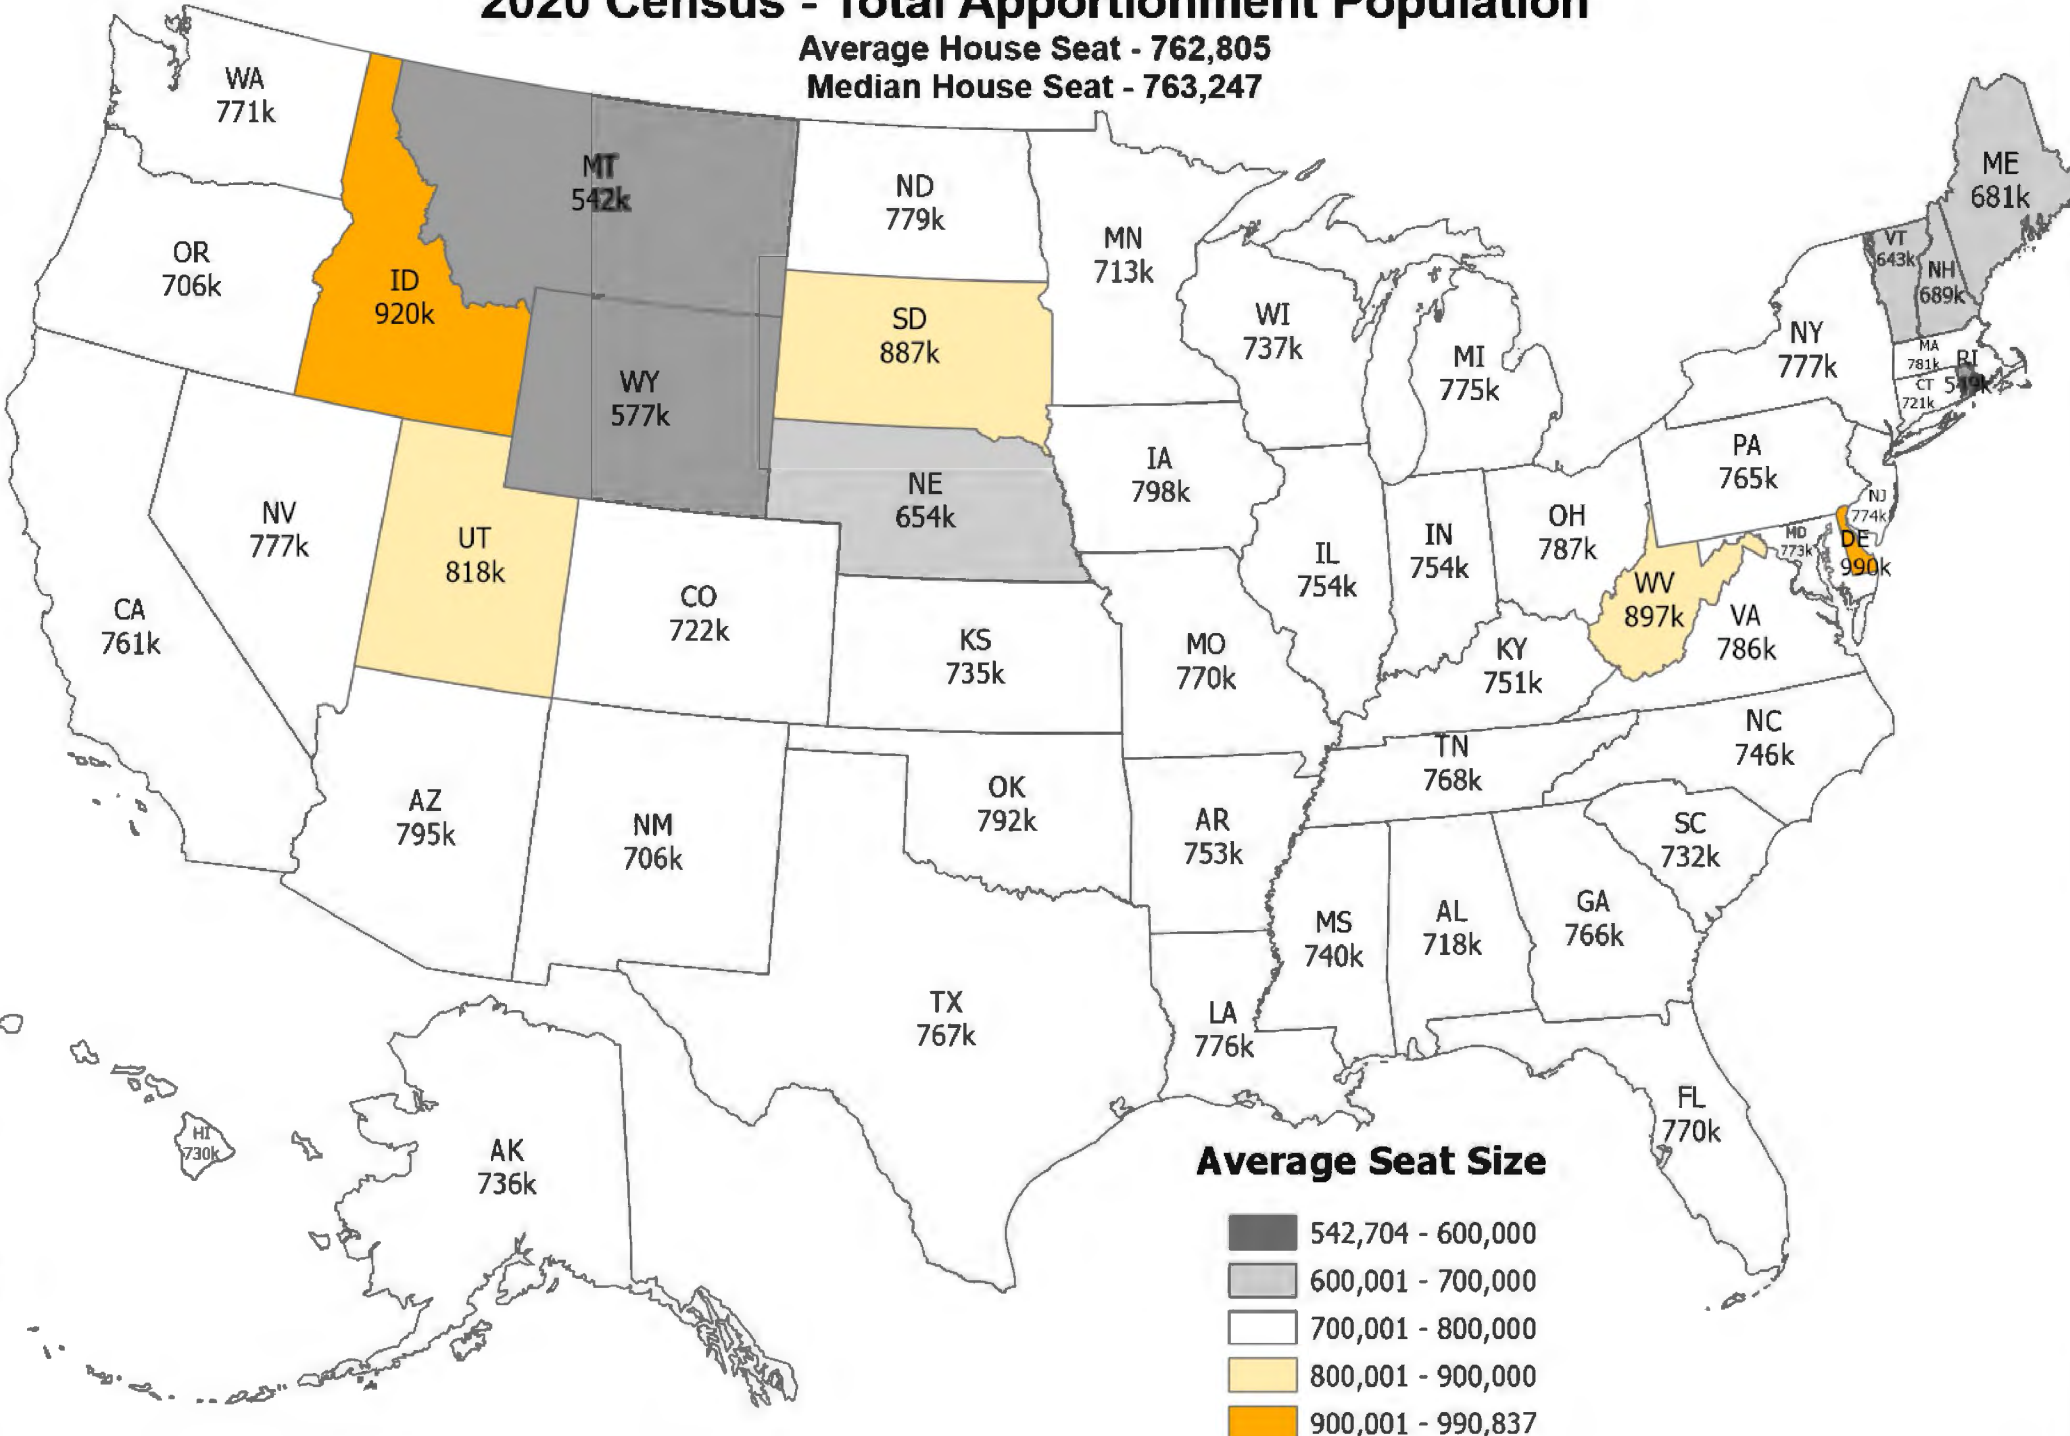 2020 Census - Total Apportionment Population
Average House Seat - 762,805
Median House Seat - 763,247
WA
771k
MT
542k
ND
779k
MN
713k
ME
681k
OR
706k
ID
920k
SD
887k
WI
737k
MI
775k
VT
643k
NH
689k
NY
777k
MA
781k
RI
CT
721k
WY
577k
NE
654k
IA
798k
PA
765k
NJ
774k
NV
777k
UT
818k
CO
722k
IL
754k
IN
754k
OH
787k
MD
773k
DE
990k
WV
897k
VA
786k
CA
761k
KS
735k
MO
770k
KY
751k
NC
746k
TN
768k
AZ
795k
NM
706k
OK
792k
AR
753k
SC
732k
MS
740k
AL
718k
GA
766k
TX
767k
LA
776k
FL
770k
HI
730k
AK
736k
Average Seat Size
542,704 - 600,000
600,001 - 700,000
700,001 - 800,000
800,001 - 900,000
900,001 - 990,837